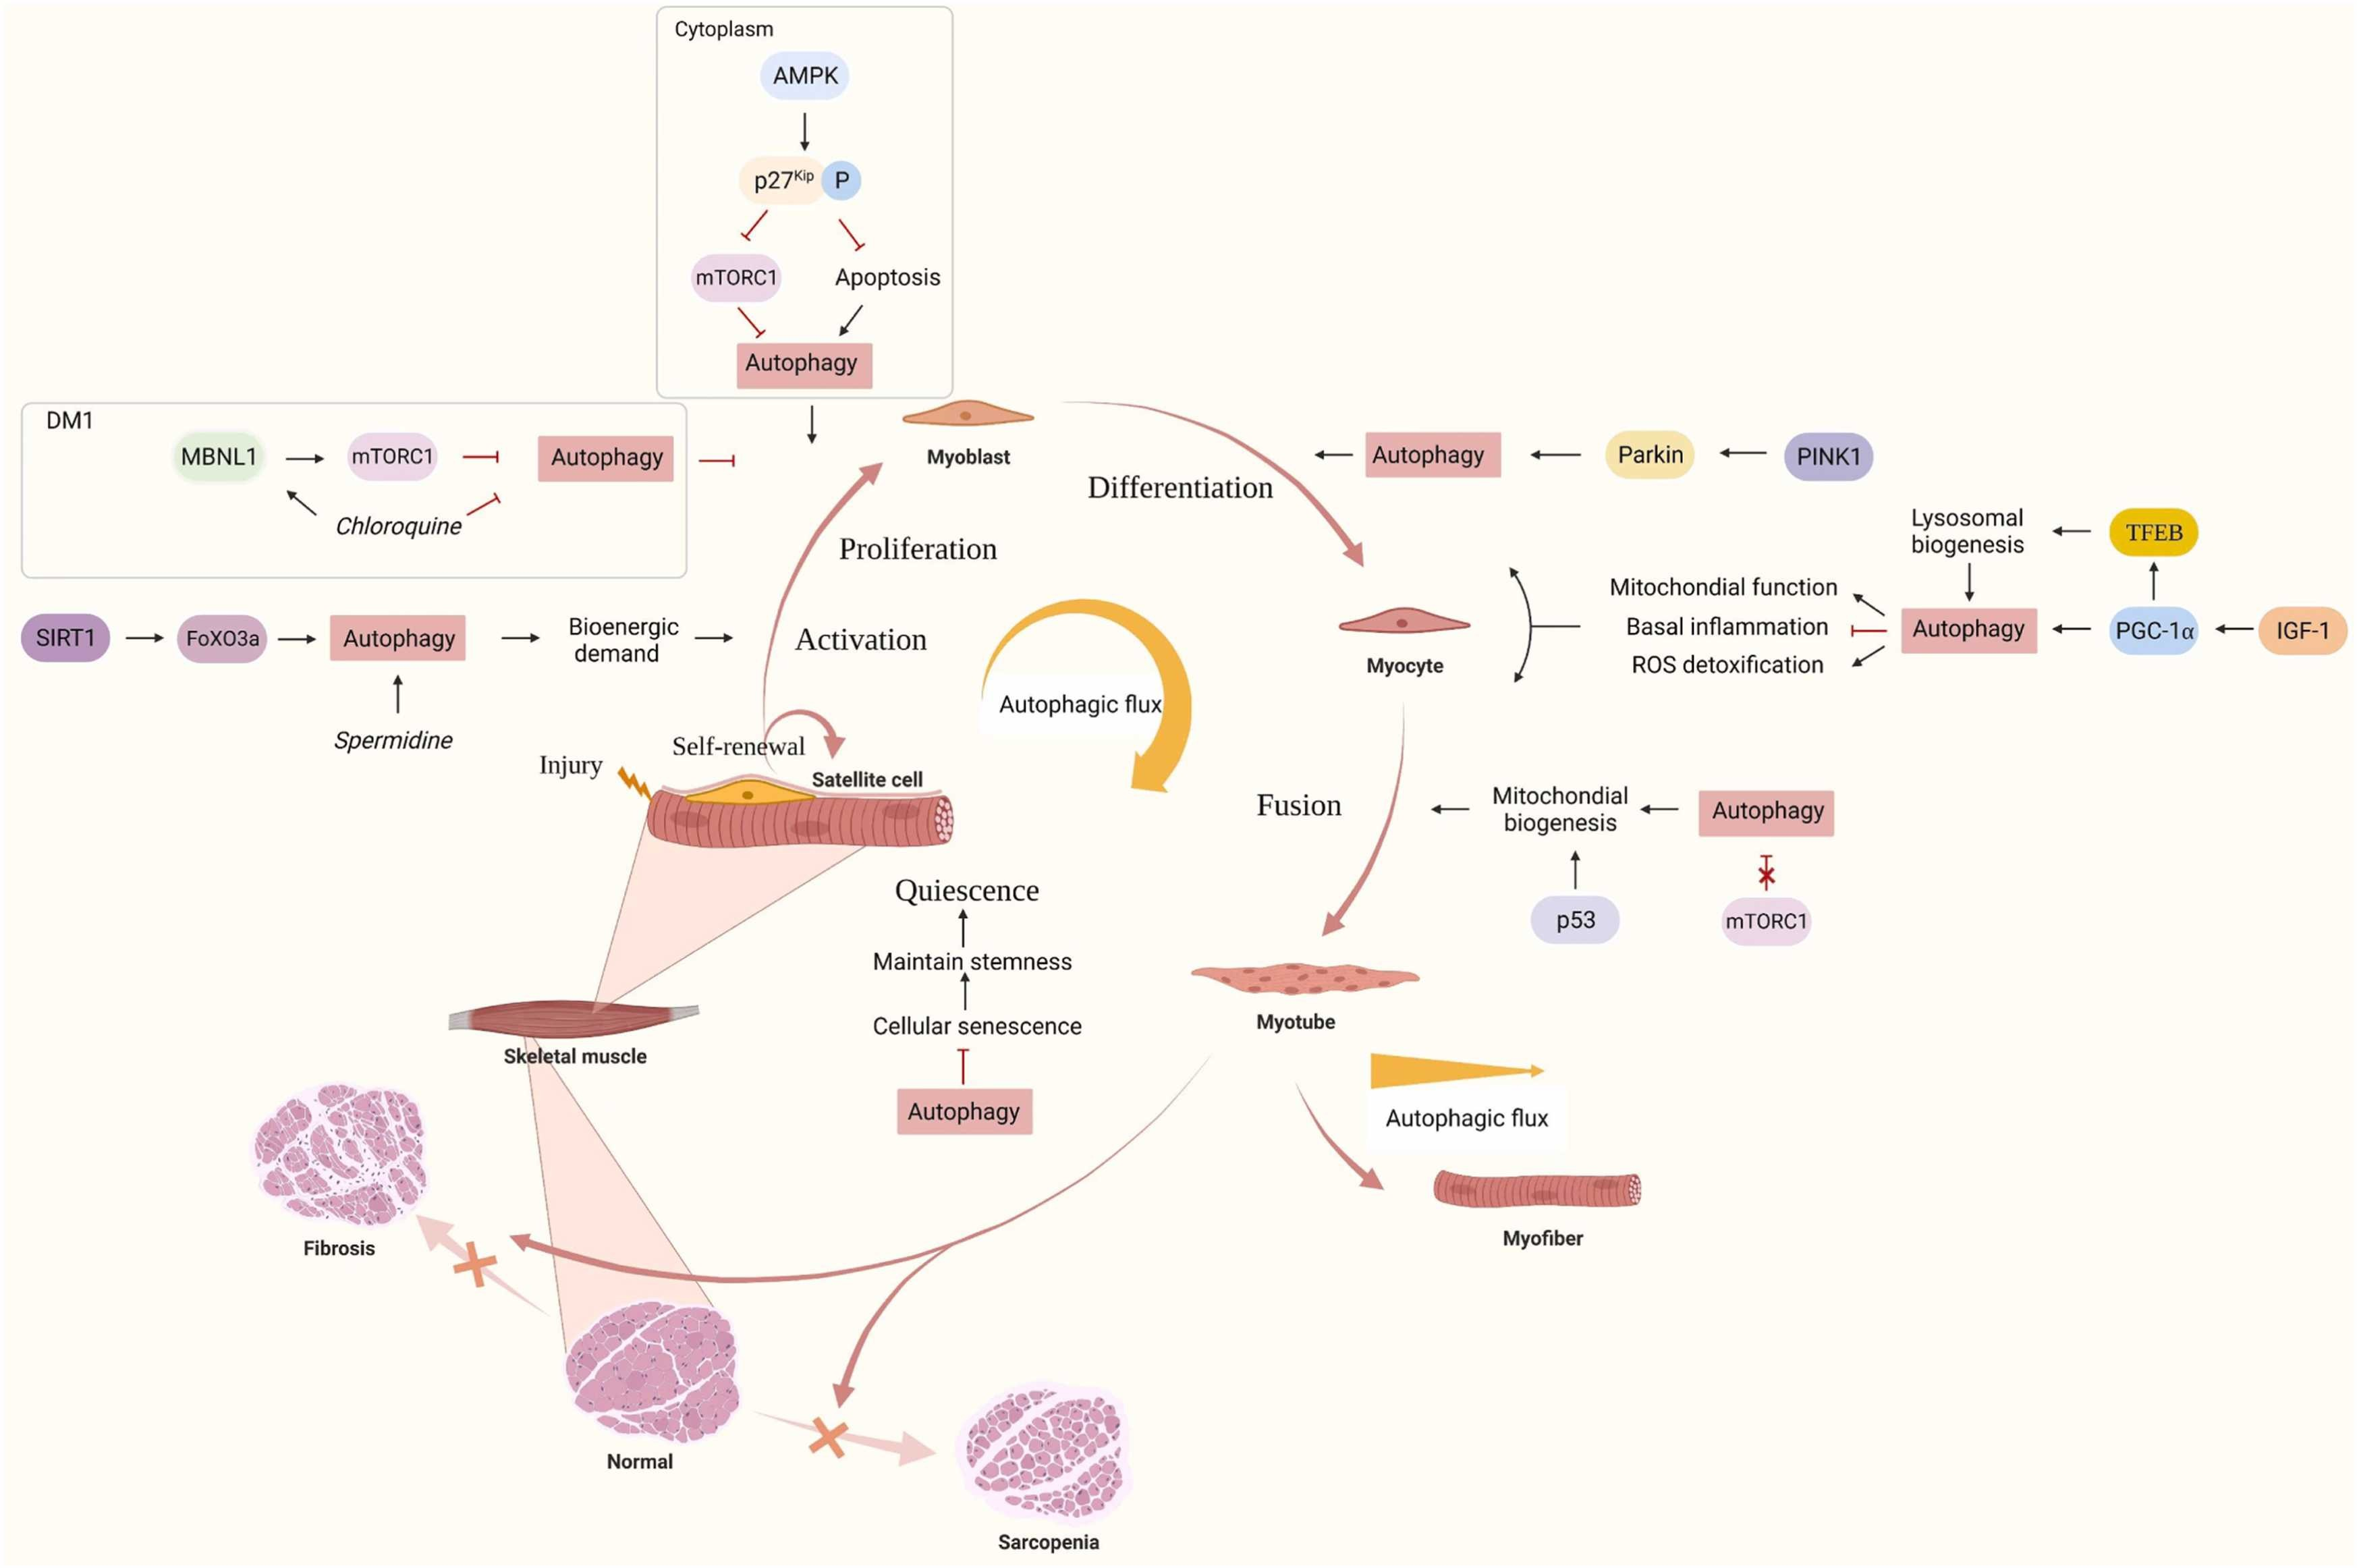 Cytoplasm
AMPK
p27Kip P
mTORC1
Apoptosis
Autophagy
DM1
MBNL1
mTORC1
Autophagy
Chloroquine
SIRT1
FoXO3a
Autophagy
Bioenergic
demand
Spermidine
Myoblast
Proliferation
Activation
Differentiation
Autophagy
Parkin
PINK1
Lysosomal
biogenesis
TFEB
Mitochondial function
Basal inflammation
ROS detoxification
Autophagy
PGC-1α
IGF-1
Myocyte
Autophagic flux
Self-renewal
Injury
Satellite cell
Fusion
Mitochondial
biogenesis
Autophagy
p53
mTORC1
Quiescence
Maintain stemness
Cellular senescence
Autophagy
Skeletal muscle
Myotube
Autophagic flux
Myofiber
Fibrosis
Normal
Sarcopenia